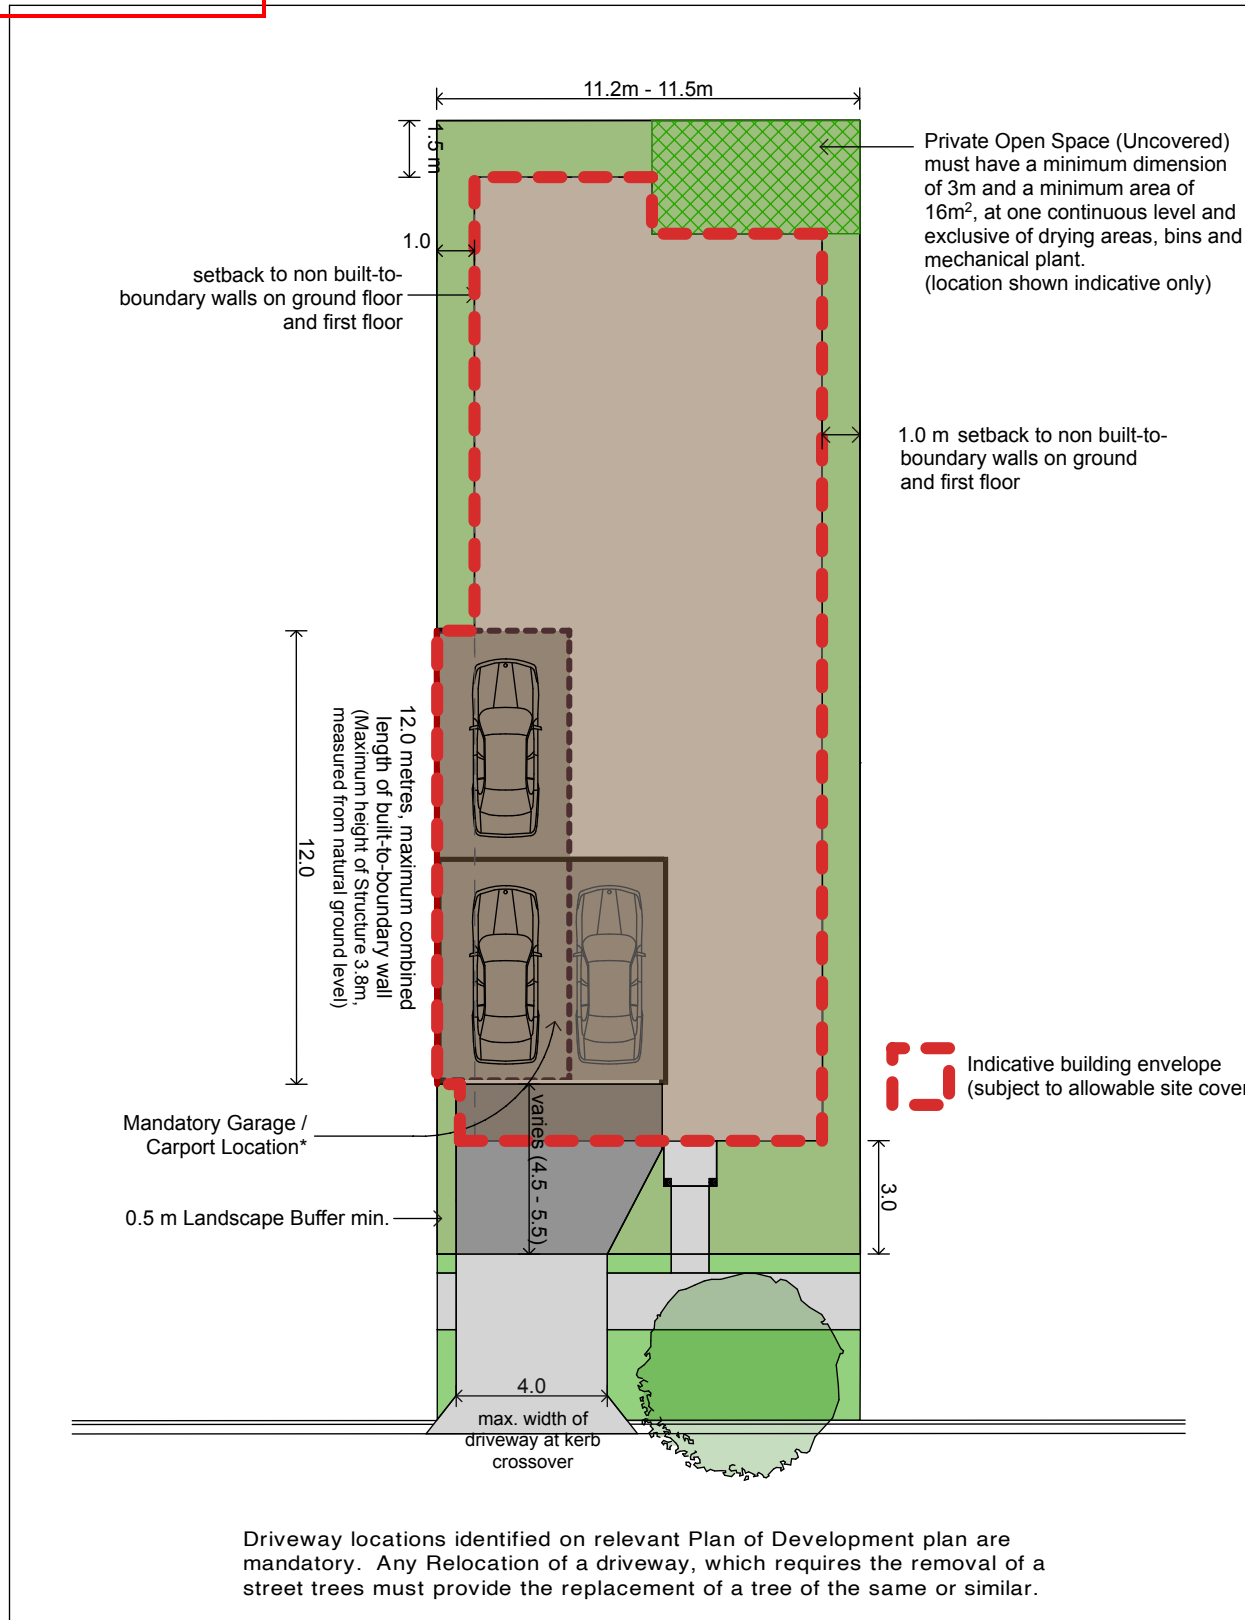 11.2m - 11.5m
1.5 m
Private Open Space (Uncovered)
must have a minimum dimension
of 3m and a minimum area of
16m², at one continuous level and
exclusive of drying areas, bins and
mechanical plant.
(location shown indicative only)
1.0
setback to non built-to-
boundary walls on ground floor
and first floor
1.0 m setback to non built-to-
boundary walls on ground
and first floor
12.0
12.0 metres, maximum combined
length of built-to-boundary wall
(Maximum height of Structure 3.8m,
measured from natural ground level)
Indicative building envelope
(subject to allowable site cover
Mandatory Garage /
Carport Location*
varies (4.5 - 5.5)
3.0
0.5 m Landscape Buffer min.
4.0
max. width of
driveway at kerb
crossover
Driveway locations identified on relevant Plan of Development plan are
mandatory. Any Relocation of a driveway, which requires the removal of a
street trees must provide the replacement of a tree of the same or similar.